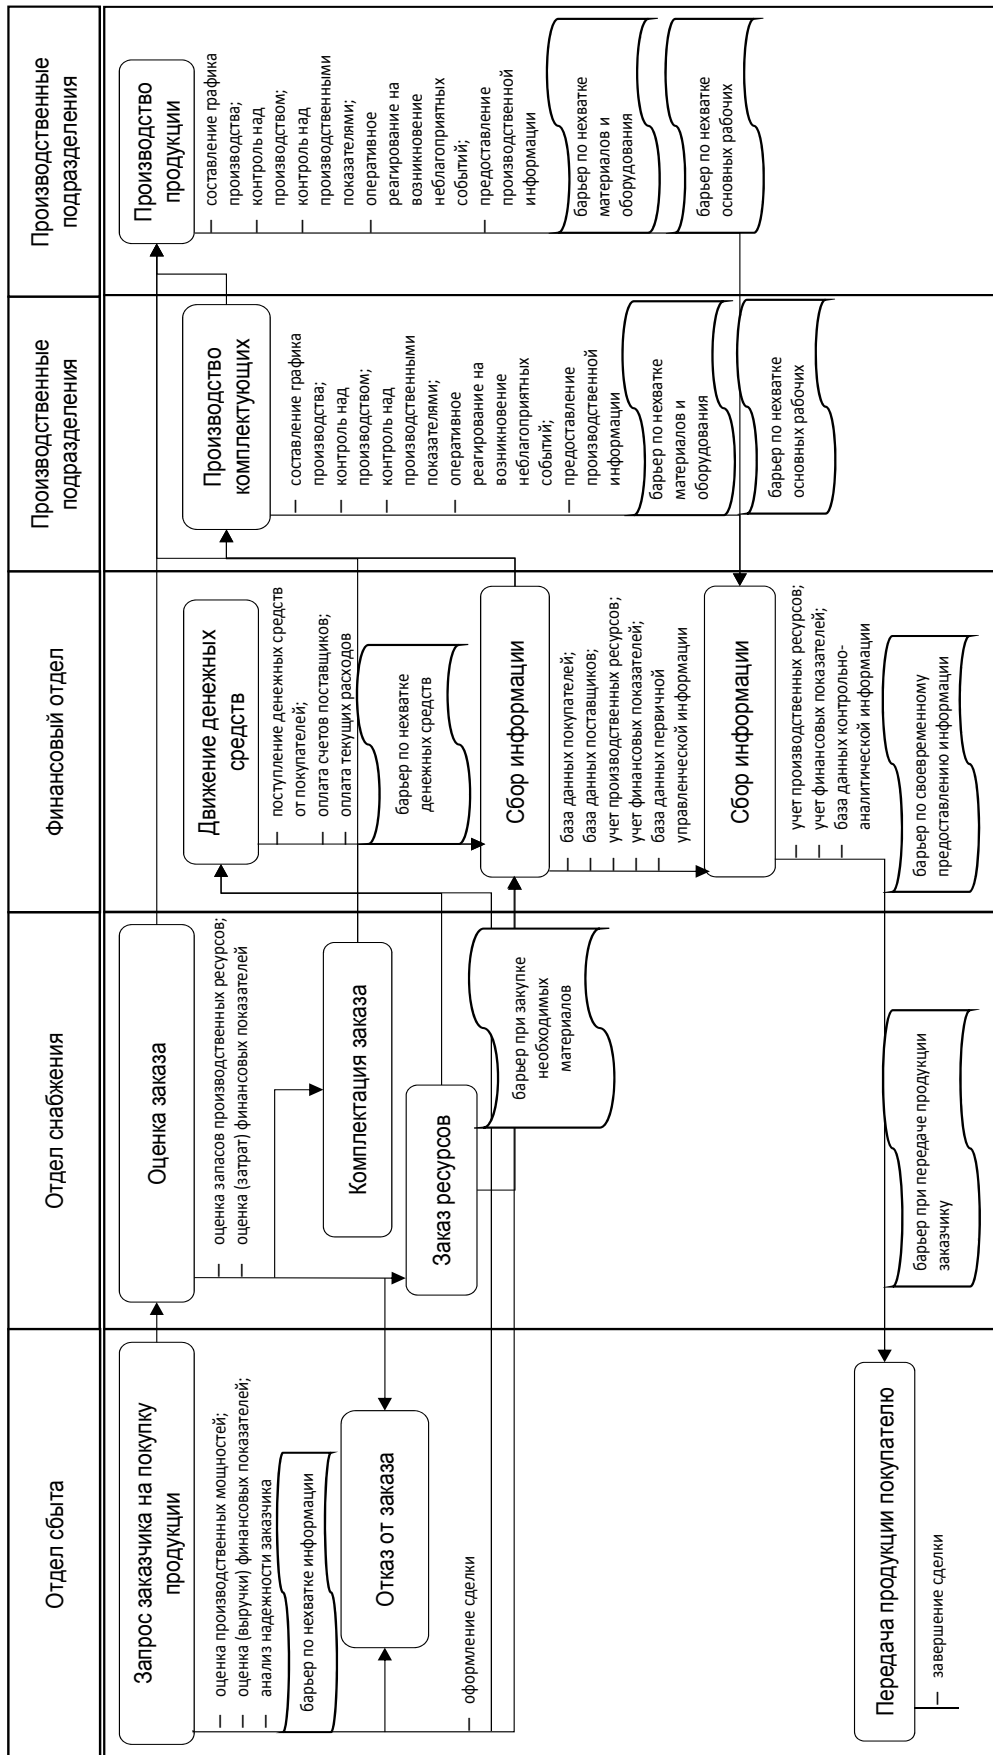 Отдел сбыта
Запрос заказчика на покупку
продукции
— оценка производственных мощностей;
— оценка (выручки) финансовых показателей;
— анализ надежности заказчика
барьер по нехватке информации
Отказ от заказа
— оформление сделки
Передача продукции покупателю
— завершение сделки
Отдел снабжения
Оценка заказа
— оценка запасов производственных ресурсов;
— оценка (затрат) финансовых показателей
Комплектация заказа
Заказ ресурсов
барьер при закупке
необходимых
материалов
барьер при передаче продукции
заказчику
Финансовый отдел
Движение денежных
средств
— поступление денежных средств
от покупателей;
— оплата счетов поставщиков;
— оплата текущих расходов
барьер по нехватке
денежных средств
Сбор информации
— база данных покупателей;
— база данных поставщиков;
— учет производственных ресурсов;
— учет финансовых показателей;
— база данных первичной
управленческой информации
Сбор информации
— учет производственных ресурсов;
— учет финансовых показателей;
— база данных контрольно-
аналитической информации
барьер по своевременному
предоставлению информации
Производственные
подразделения
Производство
комплектующих
— составление графика
производства;
— контроль над
производством;
— контроль над
производственными
показателями;
— оперативное
реагирование на
возникновение
неблагоприятных
событий;
— предоставление
производственной
информации
барьер по нехватке
материалов и
оборудования
барьер по нехватке
основных рабочих
Производственные
подразделения
Производство
продукции
— составление графика
производства;
— контроль над
производством;
— контроль над
производственными
показателями;
— оперативное
реагирование на
возникновение
неблагоприятных
событий;
— предоставление
производственной
информации
барьер по нехватке
материалов и
оборудования
барьер по нехватке
основных рабочих